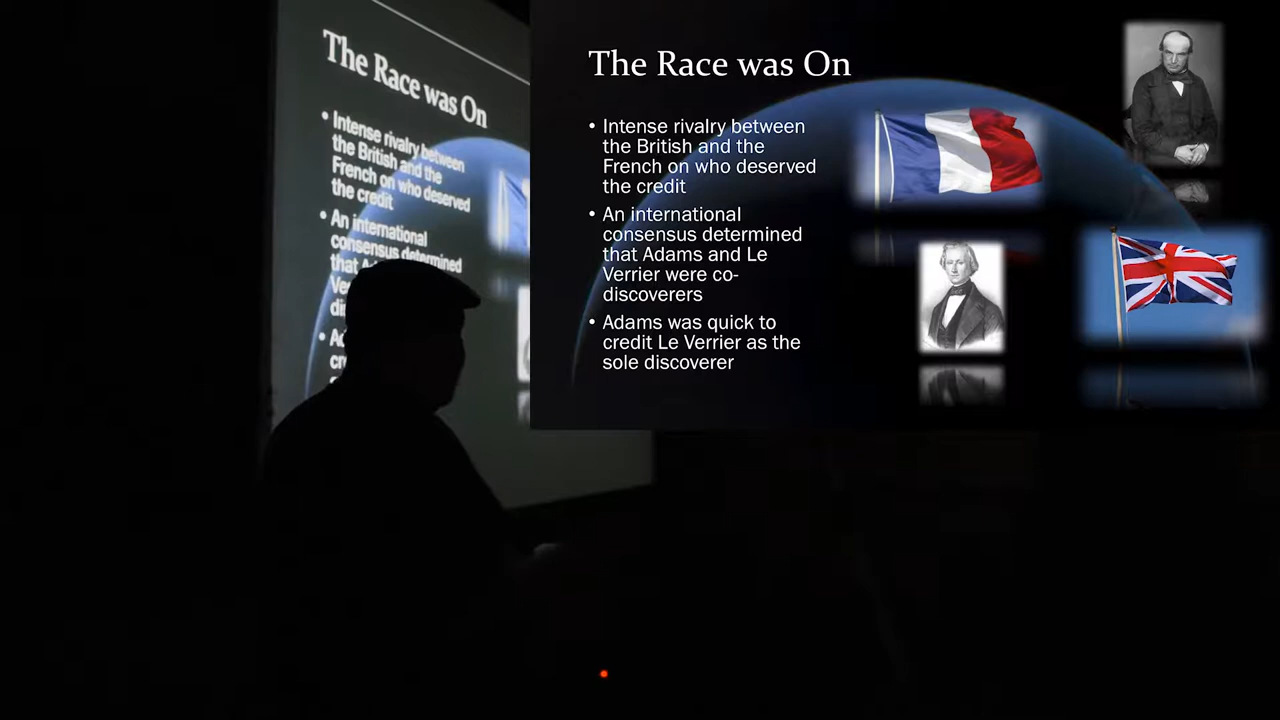 The Race was On
• Intense rivalry between
the British and the
French on who deserved
the credit
• An international
consensus determined
that Adams and Le
Verrier were co-
discoverers
• Adams was quick to
credit Le Verrier as the
sole discoverer
The Race was On
• Intense rivalry between
the British and the
French on who deserved
the credit
• An international
consensus determined
that